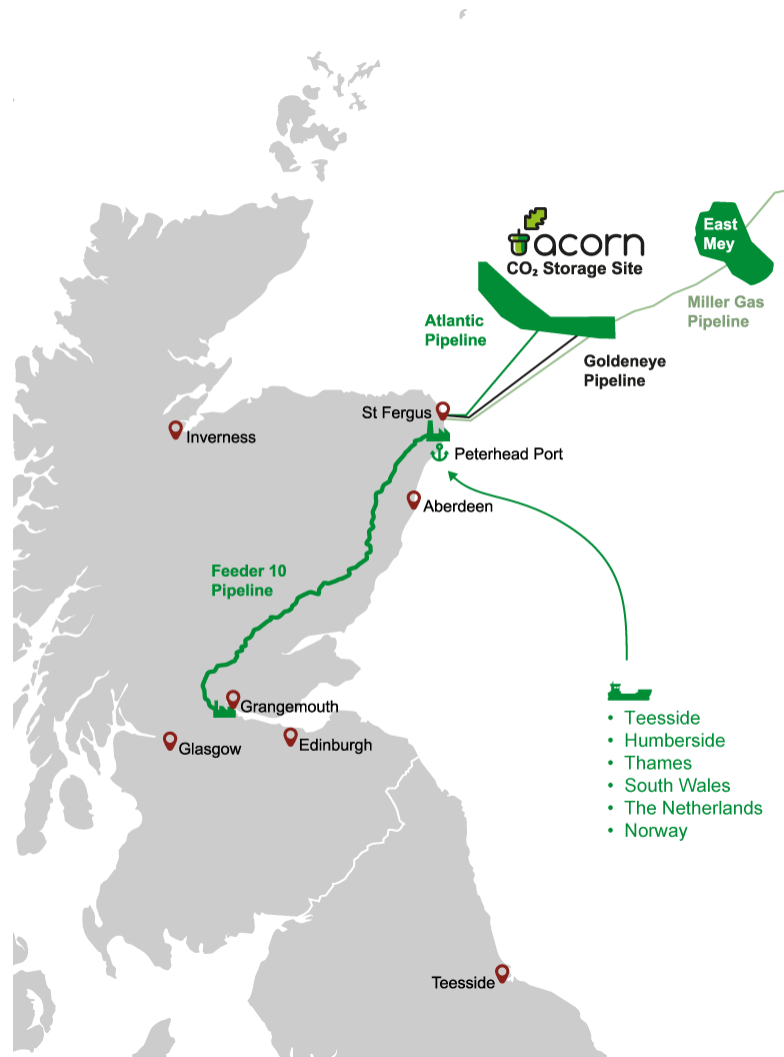 acorn
CO₂ Storage Site
East
Mey
Miller Gas
Pipeline
Atlantic
Pipeline
Goldeneye
Pipeline
St Fergus
Inverness
Peterhead Port
Aberdeen
Feeder 10
Pipeline
Grangemouth
Glasgow
Edinburgh
• Teesside
• Humberside
• Thames
• South Wales
• The Netherlands
• Norway
Teesside